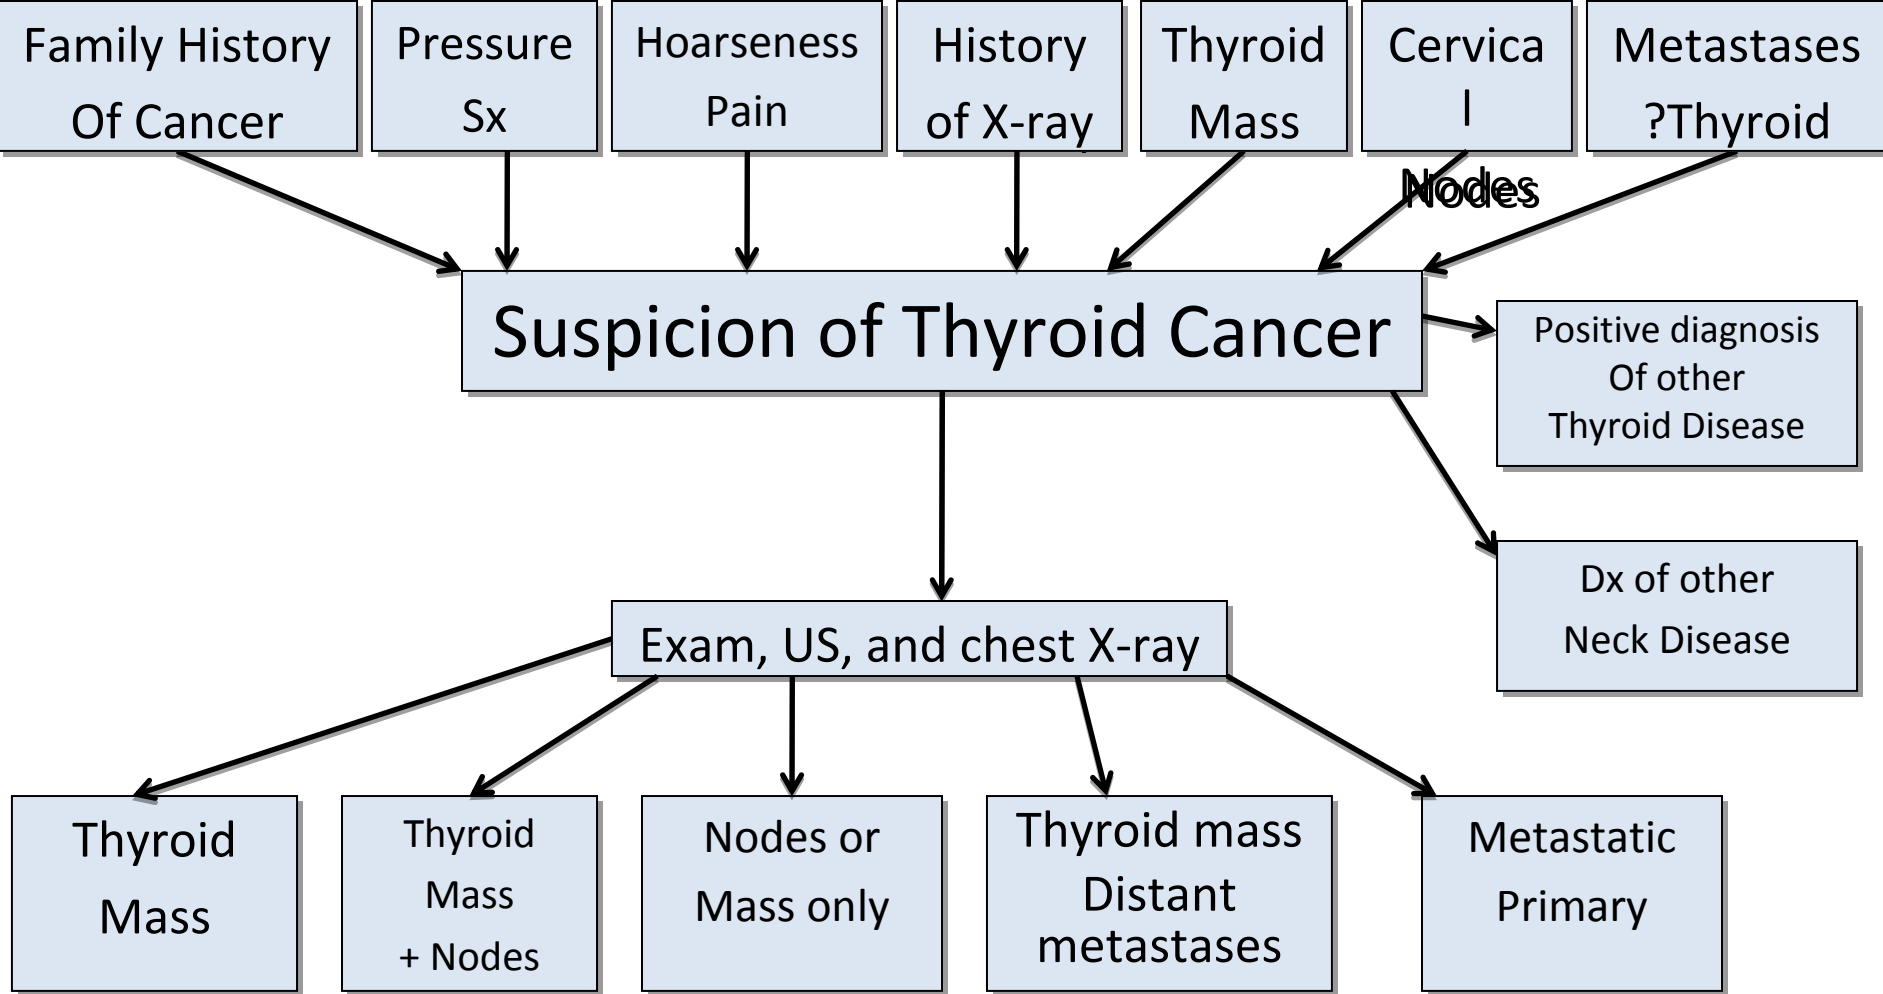 Family History
Of Cancer
Pressure
Sx
Hoarseness
Pain
History
of X-ray
Thyroid
Mass
Cervica
l
Nodes
Metastases
?Thyroid
Suspicion of Thyroid Cancer
Positive diagnosis
Of other
Thyroid Disease
Dx of other
Neck Disease
Exam, US, and chest X-ray
Thyroid
Mass
Thyroid
Mass
+ Nodes
Nodes or
Mass only
Thyroid mass
Distant
metastases
Metastatic
Primary